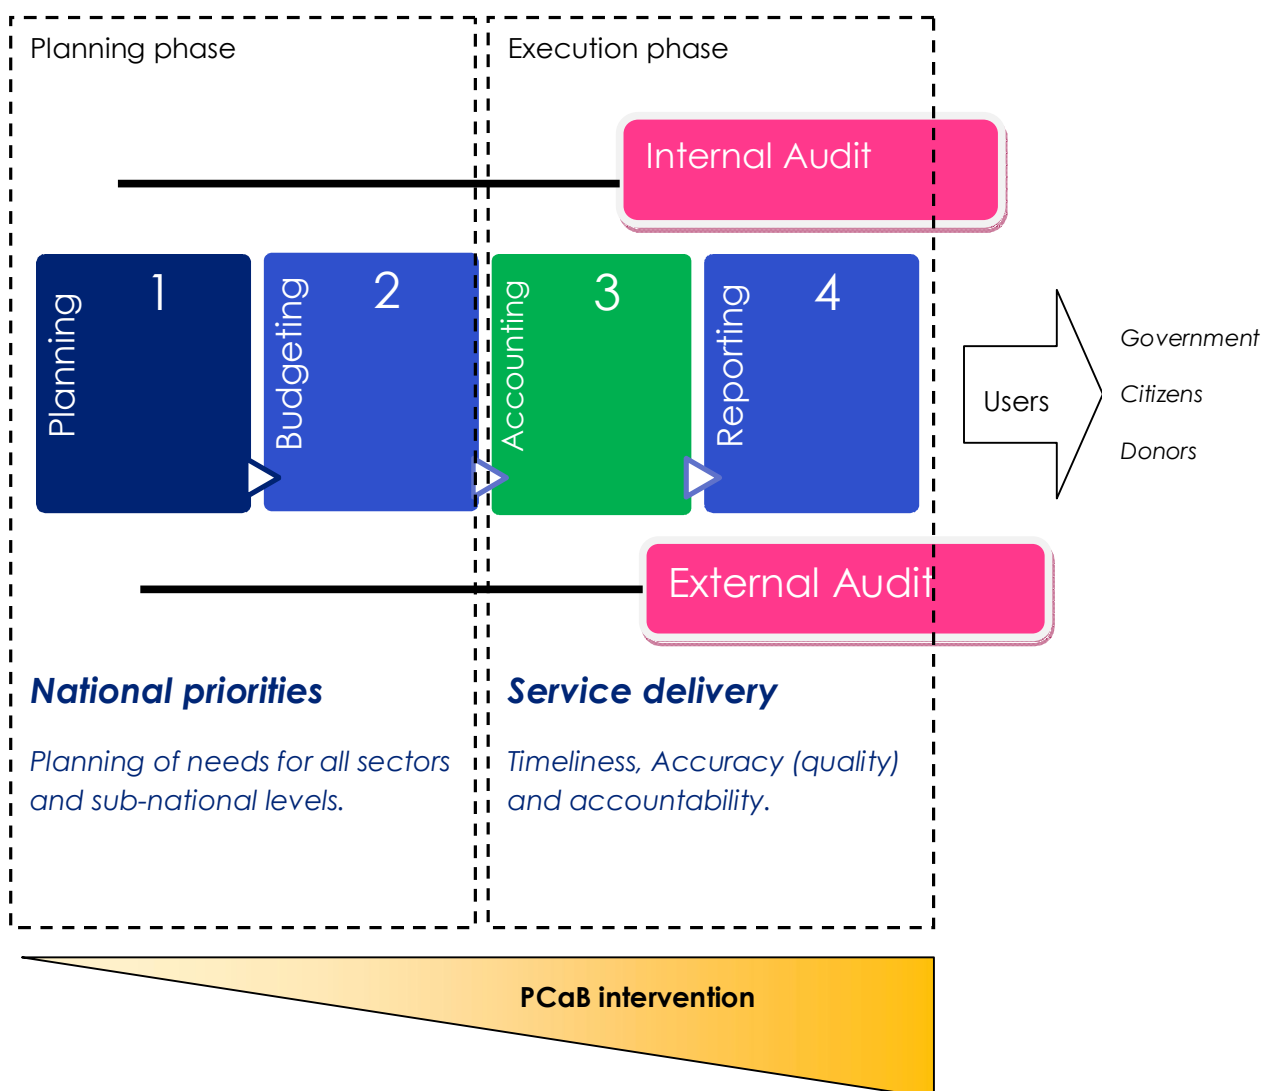 Planning phase
Execution phase
Internal Audit
1
Planning
2
Budgeting
3
Accounting
4
Reporting
Users
Government
Citizens
Donors
External Audit
National priorities
Planning of needs for all sectors
and sub-national levels.
Service delivery
Timeliness, Accuracy (quality)
and accountability.
PCaB intervention